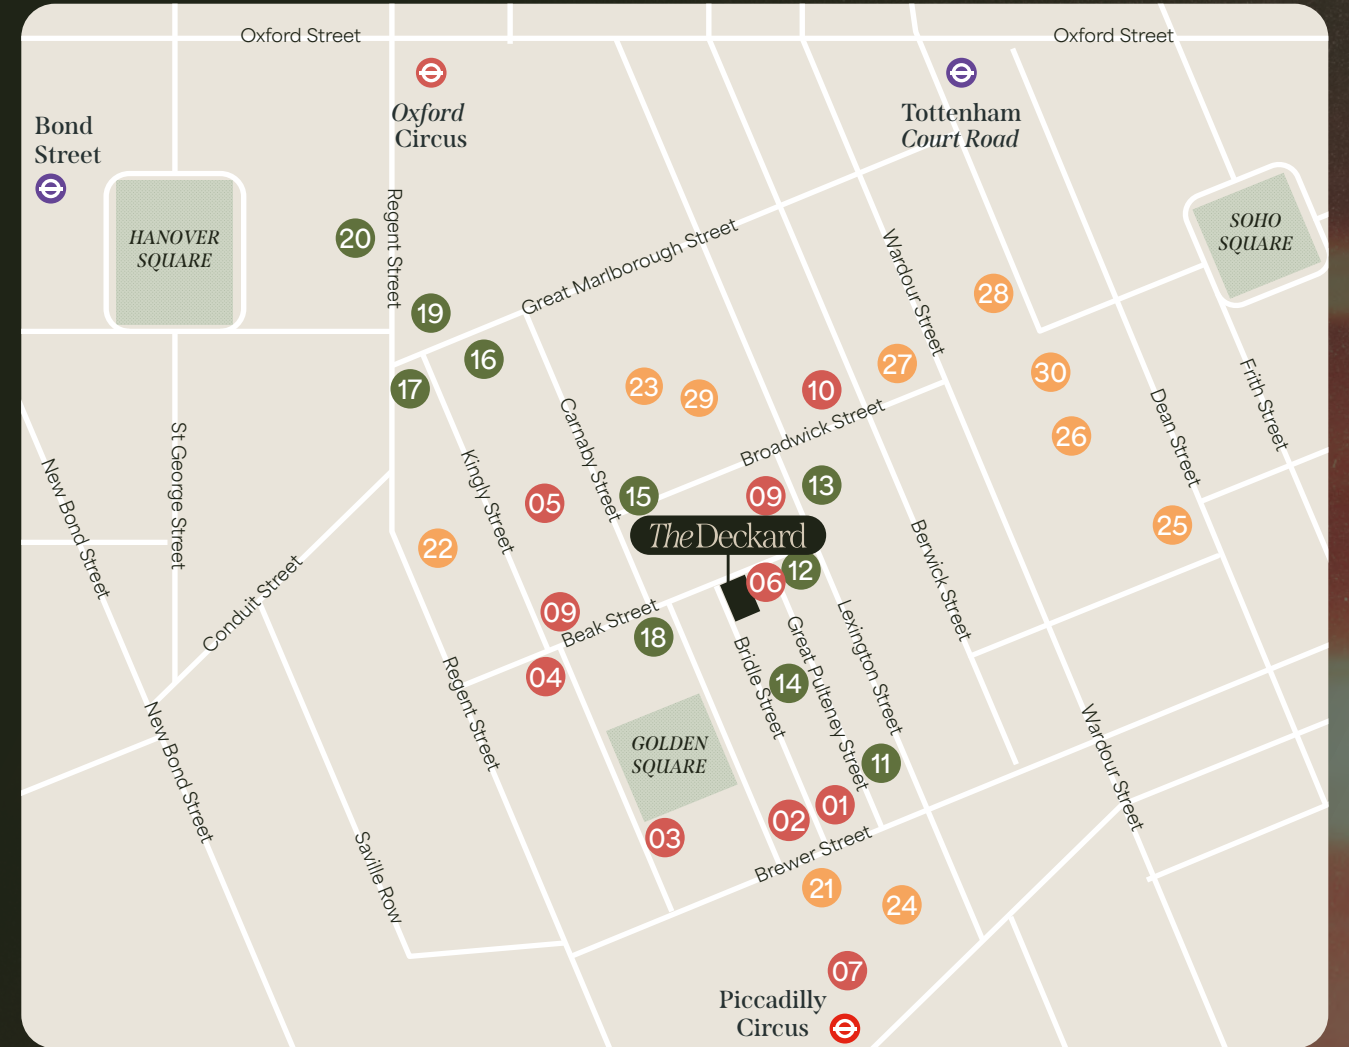 Oxford Street
Oxford Street
Oxford
Circus
Tottenham
Court Road
Bond
Street
HANOVER
SQUARE
SOHO
SQUARE
Regent Street
20
19
16
17
Great Marlborough Street
Wardour Street
28
27
30
26
25
23
29
10
Broadwick Street
Dean Street
Frith Street
Carnaby Street
Kingly Street
St George Street
New Bond Street
05
15
09
13
The Deckard
22
06
12
Berwick Street
Conduit Street
09
Beak Street
18
04
Lexington Street
Great Pulteney Street
Bridle Street
14
Regent Street
GOLDEN
SQUARE
11
Wardour Street
New Bond Street
01
02
03
Brewer Street
Saville Row
21
24
07
Piccadilly
Circus